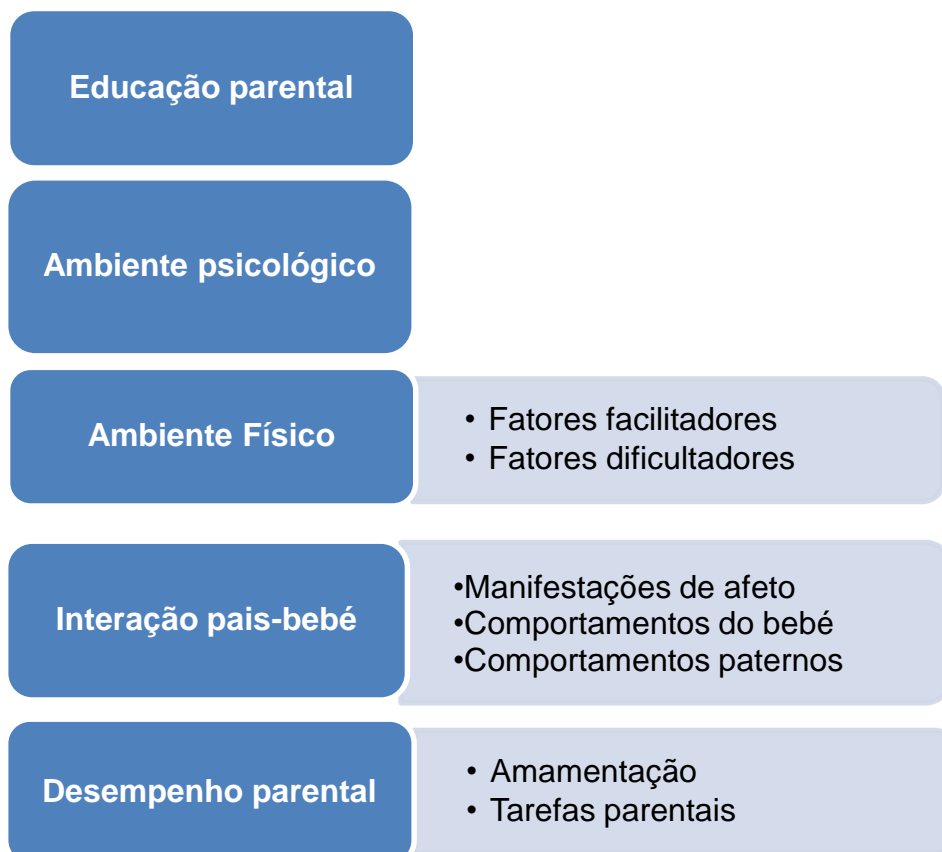 Educação parental
Ambiente psicológico
Ambiente Físico
• Fatores facilitadores
• Fatores dificultadores
Interação pais-bebé
•Manifestações de afeto
•Comportamentos do bebé
•Comportamentos paternos
Desempenho parental
• Amamentação
• Tarefas parentais